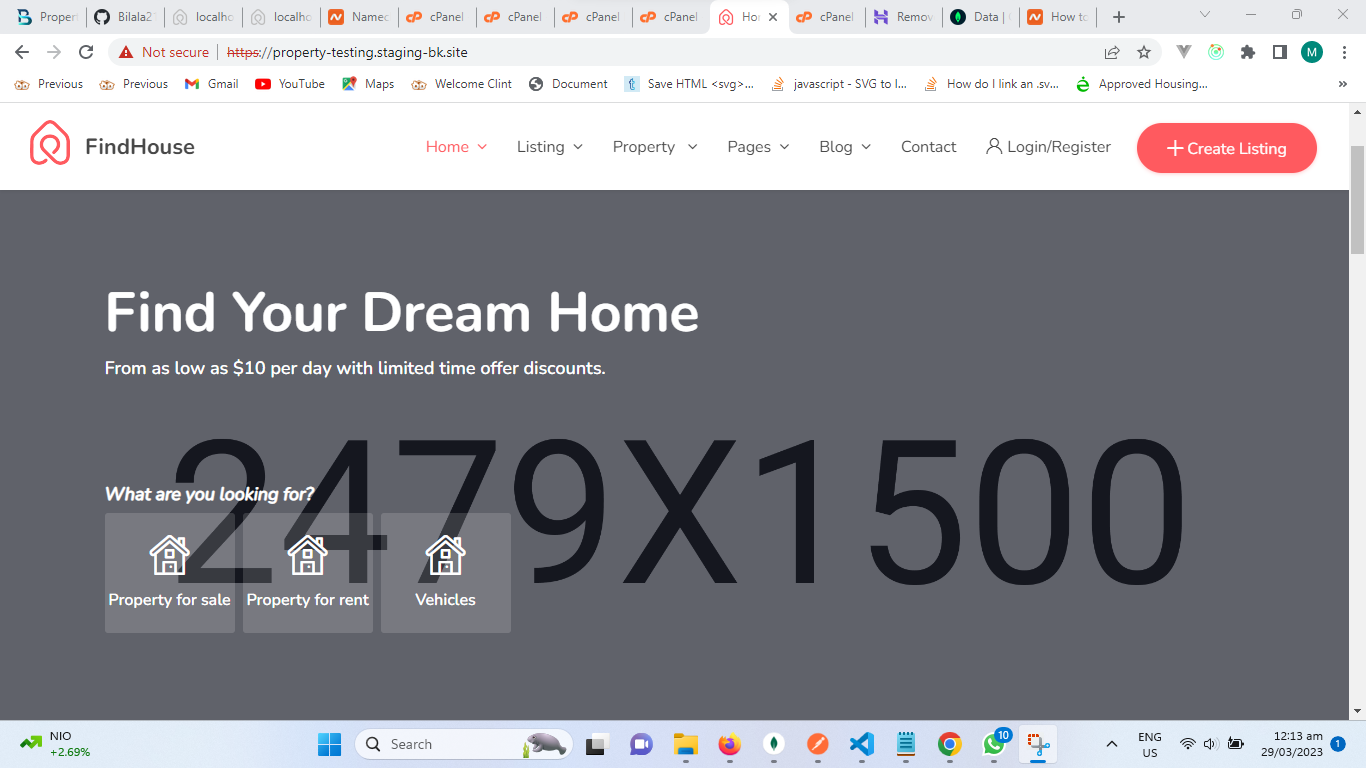 Propert
Bilala2
localho
localho
Namec
cPanel
cPanel
cPanel
cPanel
Ho
cPanel
Remov
Data |
How to
Not secure
https://property-testing.staging-bk.site
M
Previous
Previous
Gmail
YouTube
Maps
Welcome Clint
Document
Save HTML <svg>...
javascript - SVG to I...
How do I link an .sv...
Approved Housing...
»
FindHouse
Home
Listing
Property
Pages
Blog
Contact
Login/Register
Create Listing
Find Your Dream Home
From as low as $10 per day with limited time offer discounts.
2479X1500
What are you looking for?
Property for sale
Property for rent
Vehicles
NIO
+2.69%
Search
10
ENG
US
12:13 am
29/03/2023
1